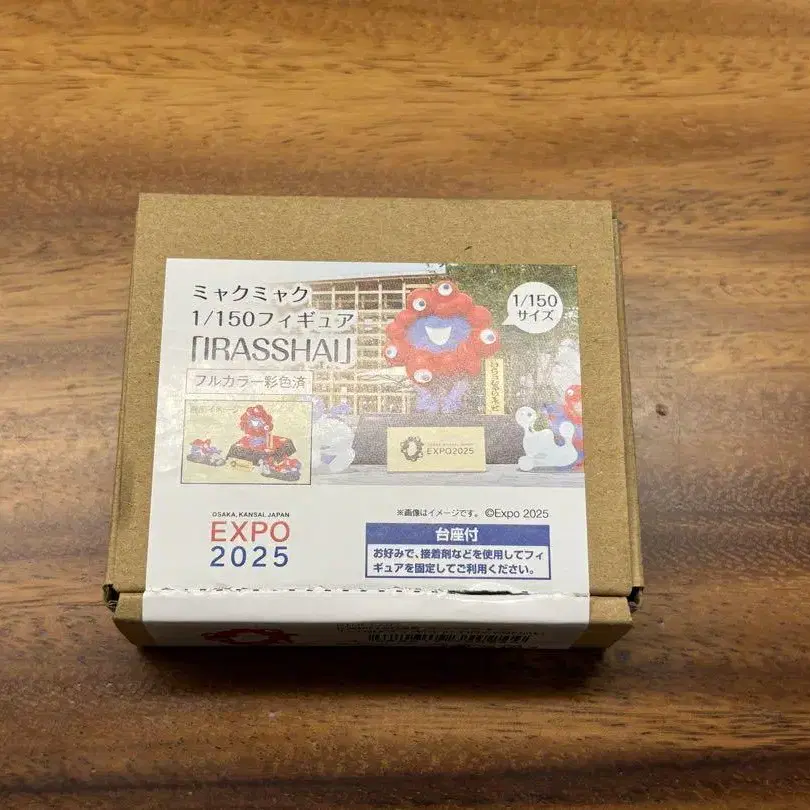 ミャクミャク
1/150フィギュア
「IRASSHAI」
フルカラー彩色済
1/150
サイズ
EXPO2025
OSAKA, KANSAI, JAPAN
EXPO
2025
※画像はイメージです。 ©Expo 2025
台座付
お好みで、接着剤などを使用してフィ
ギュアを固定してご利用ください。